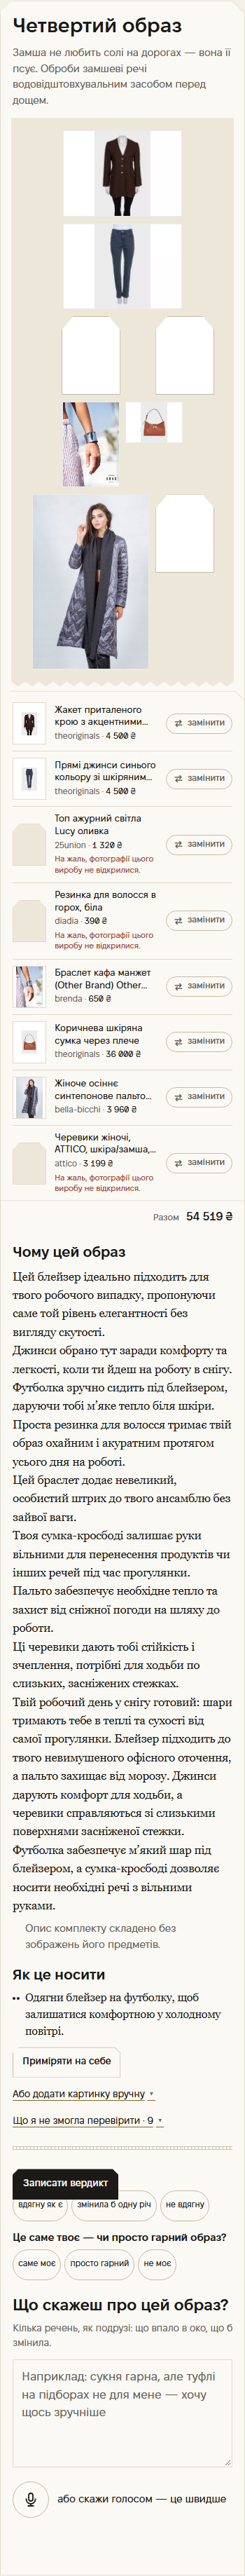 Четвертий образ
Замша не любить солі на дорогах — вона її
псує. Оброби замшеві речі
водовідштовхувальним засобом перед
дощем.
Жакет приталеного
крою з акцентними…
theoriginals · 4 500 ₴
замінити
Прямі джинси синього
кольору зі шкіряним…
theoriginals · 4 500 ₴
замінити
Топ ажурний світла
Lucy оливка
25union · 1 320 ₴
На жаль, фотографії цього
виробу не відкрилися.
замінити
Резинка для волосся в
горох, біла
diadia · 390 ₴
На жаль, фотографії цього
виробу не відкрилися.
замінити
Браслет кафа манжет
(Other Brand) Other…
brenda · 650 ₴
замінити
Коричнева шкіряна
сумка через плече
theoriginals · 36 000 ₴
замінити
Жіноче осіннє
синтепонове пальто…
bella-bicchi · 3 960 ₴
замінити
Черевики жіночі,
ATTICO, шкіра/замша,…
attico · 3 199 ₴
На жаль, фотографії цього
виробу не відкрилися.
замінити
Разом 54 519 ₴
Чому цей образ
Цей блейзер ідеально підходить для
твого робочого випадку, пропонуючи
саме той рівень елегантності без
вигляду скутості.
Джинси обрано тут заради комфорту та
легкості, коли ти йдеш на роботу в снігу.
Футболка зручно сидить під блейзером,
даруючи тобі м'яке тепло біля шкіри.
Проста резинка для волосся тримає твій
образ охайним і акуратним протягом
усього дня на роботі.
Цей браслет додає невеликий,
особистий штрих до твого ансамблю без
зайвої ваги.
Твоя сумка-кросбоді залишає руки
вільними для перенесення продуктів чи
інших речей під час прогулянки.
Пальто забезпечує необхідне тепло та
захист від сніжної погоди на шляху до
роботи.
Ці черевики дають тобі стійкість і
зчеплення, потрібні для ходьби по
слизьких, засніжених стежках.
Твій робочий день у снігу готовий: шари
тримають тебе в теплі та сухості від
самої прогулянки. Блейзер підходить до
твого невимушеного офісного оточення,
а пальто захищає від морозу. Джинси
дарують комфорт для ходьби, а
черевики справляються зі слизькими
поверхнями засніженої стежки.
Футболка забезпечує м'який шар під
блейзером, а сумка-кросбоді дозволяє
носити необхідні речі з вільними
руками.
Опис комплекту складено без
зображень його предметів.
Як це носити
Одягни блейзер на футболку, щоб
залишатися комфортною у холодному
повітрі.
Приміряти на себе
Або додати картинку вручну
Що я не змогла перевірити · 9
Записати вердикт
вдягну як є
змінила б одну річ
не вдягну
Це саме твоє — чи просто гарний образ?
саме моє
просто гарний
не моє
Що скажеш про цей образ?
Кілька речень, як подрузі: що впало в око, що б
змінила.
Наприклад: сукня гарна, але туфлі
на підборах не для мене — хочу
щось зручніше
або скажи голосом — це швидше